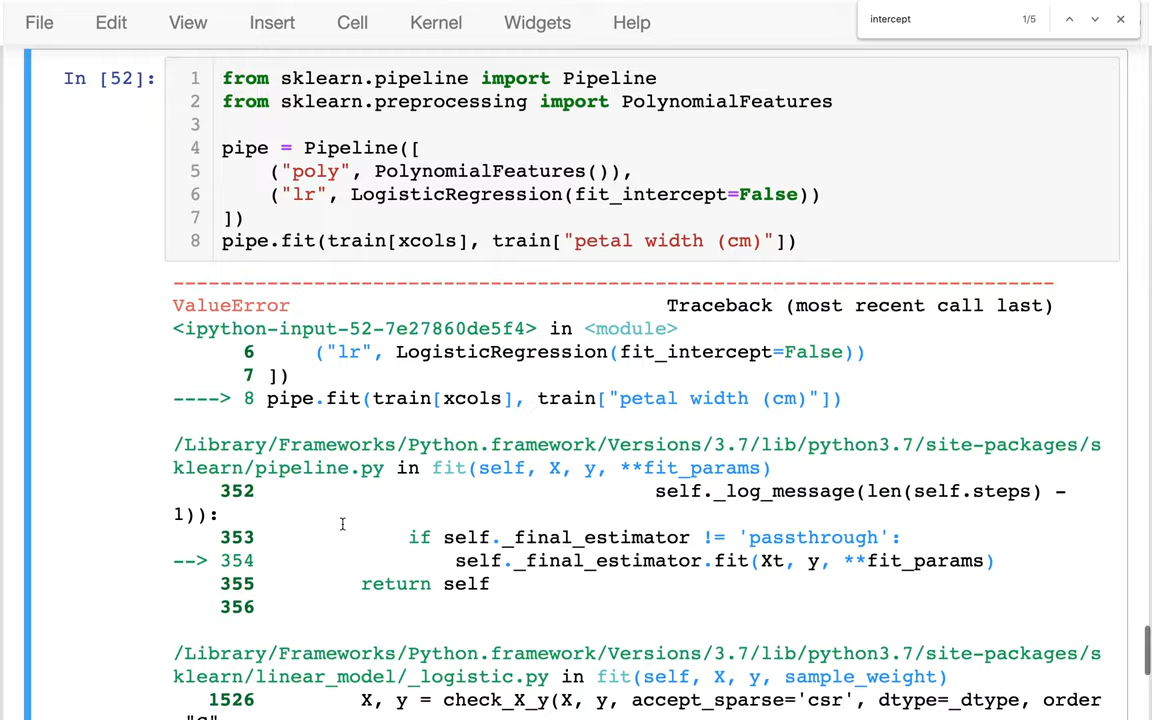 File Edit View Insert Cell Kernel Widgets Help
intercept 1/5
In [52]:
1 from sklearn.pipeline import Pipeline
2 from sklearn.preprocessing import PolynomialFeatures
3
4 pipe = Pipeline([
5     ("poly", PolynomialFeatures()),
6     ("lr", LogisticRegression(fit_intercept=False))
7 ])
8 pipe.fit(train[xcols], train["petal width (cm)"])
---------------------------------------------------------------------------
ValueError                                Traceback (most recent call last)
<ipython-input-52-7e27860de5f4> in <module>
      6     ("lr", LogisticRegression(fit_intercept=False))
      7 ])
----> 8 pipe.fit(train[xcols], train["petal width (cm)"])
/Library/Frameworks/Python.framework/Versions/3.7/lib/python3.7/site-packages/s
klearn/pipeline.py in fit(self, X, y, **fit_params)
    352                                  self._log_message(len(self.steps) -
1)):
    353             if self._final_estimator != 'passthrough':
--> 354                 self._final_estimator.fit(Xt, y, **fit_params)
    355         return self
    356
/Library/Frameworks/Python.framework/Versions/3.7/lib/python3.7/site-packages/s
klearn/linear_model/_logistic.py in fit(self, X, y, sample_weight)
   1526         X, y = check_X_y(X, y, accept_sparse='csr', dtype=_dtype, order